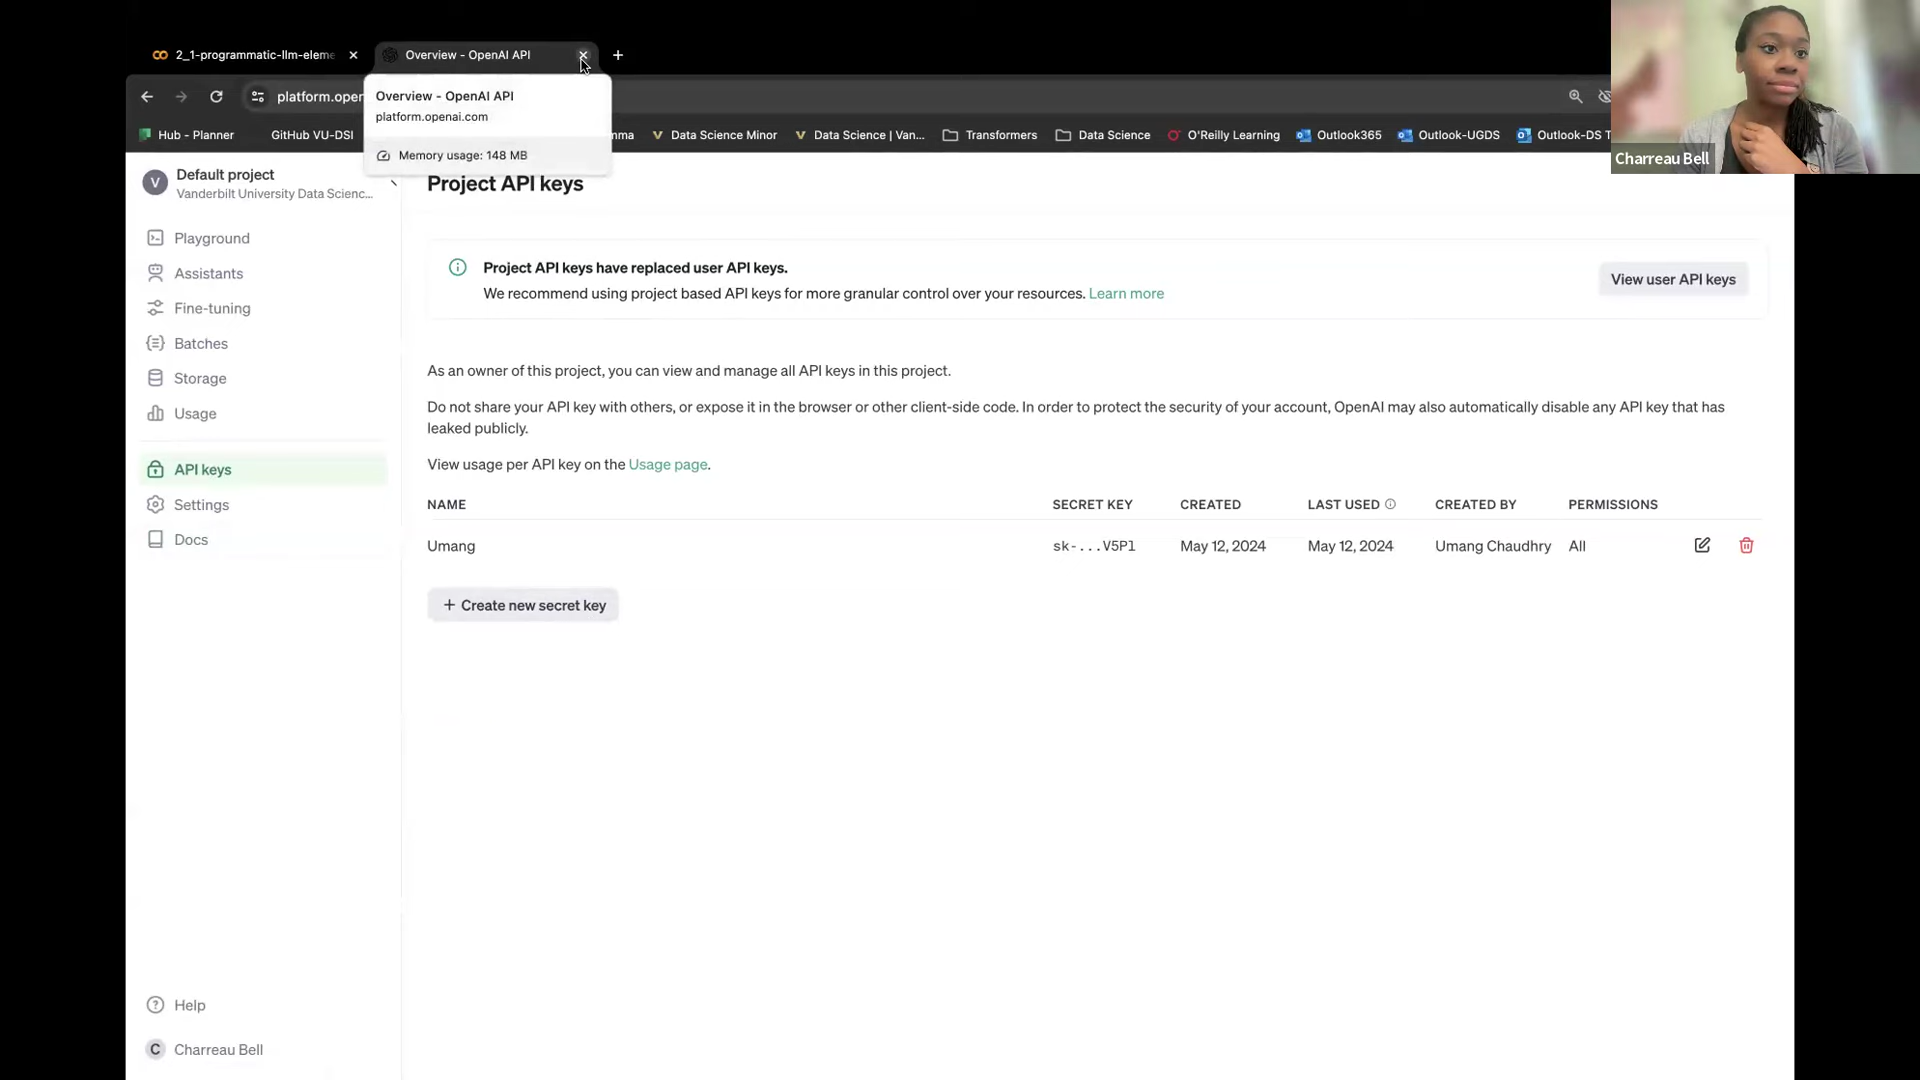 2_1-programmatic-llm-eleme
Overview - OpenAI API
platform.oper
Overview - OpenAI API
platform.openai.com
Memory usage: 148 MB
Hub - Planner
GitHub VU-DSI
mma
Data Science Minor
Data Science | Van...
Transformers
Data Science
O'Reilly Learning
Outlook365
Outlook-UGDS
Outlook-DS T
Charreau Bell
V
Default project
Vanderbilt University Data Scienc...
Playground
Assistants
Fine-tuning
Batches
Storage
Usage
API keys
Settings
Docs
Help
C
Charreau Bell
Project API keys
Project API keys have replaced user API keys.
We recommend using project based API keys for more granular control over your resources. Learn more
View user API keys
As an owner of this project, you can view and manage all API keys in this project.
Do not share your API key with others, or expose it in the browser or other client-side code. In order to protect the security of your account, OpenAI may also automatically disable any API key that has
leaked publicly.
View usage per API key on the Usage page.
NAME SECRET KEY CREATED LAST USED CREATED BY PERMISSIONS
Umang sk-...V5Pl May 12, 2024 May 12, 2024 Umang Chaudhry All
+ Create new secret key